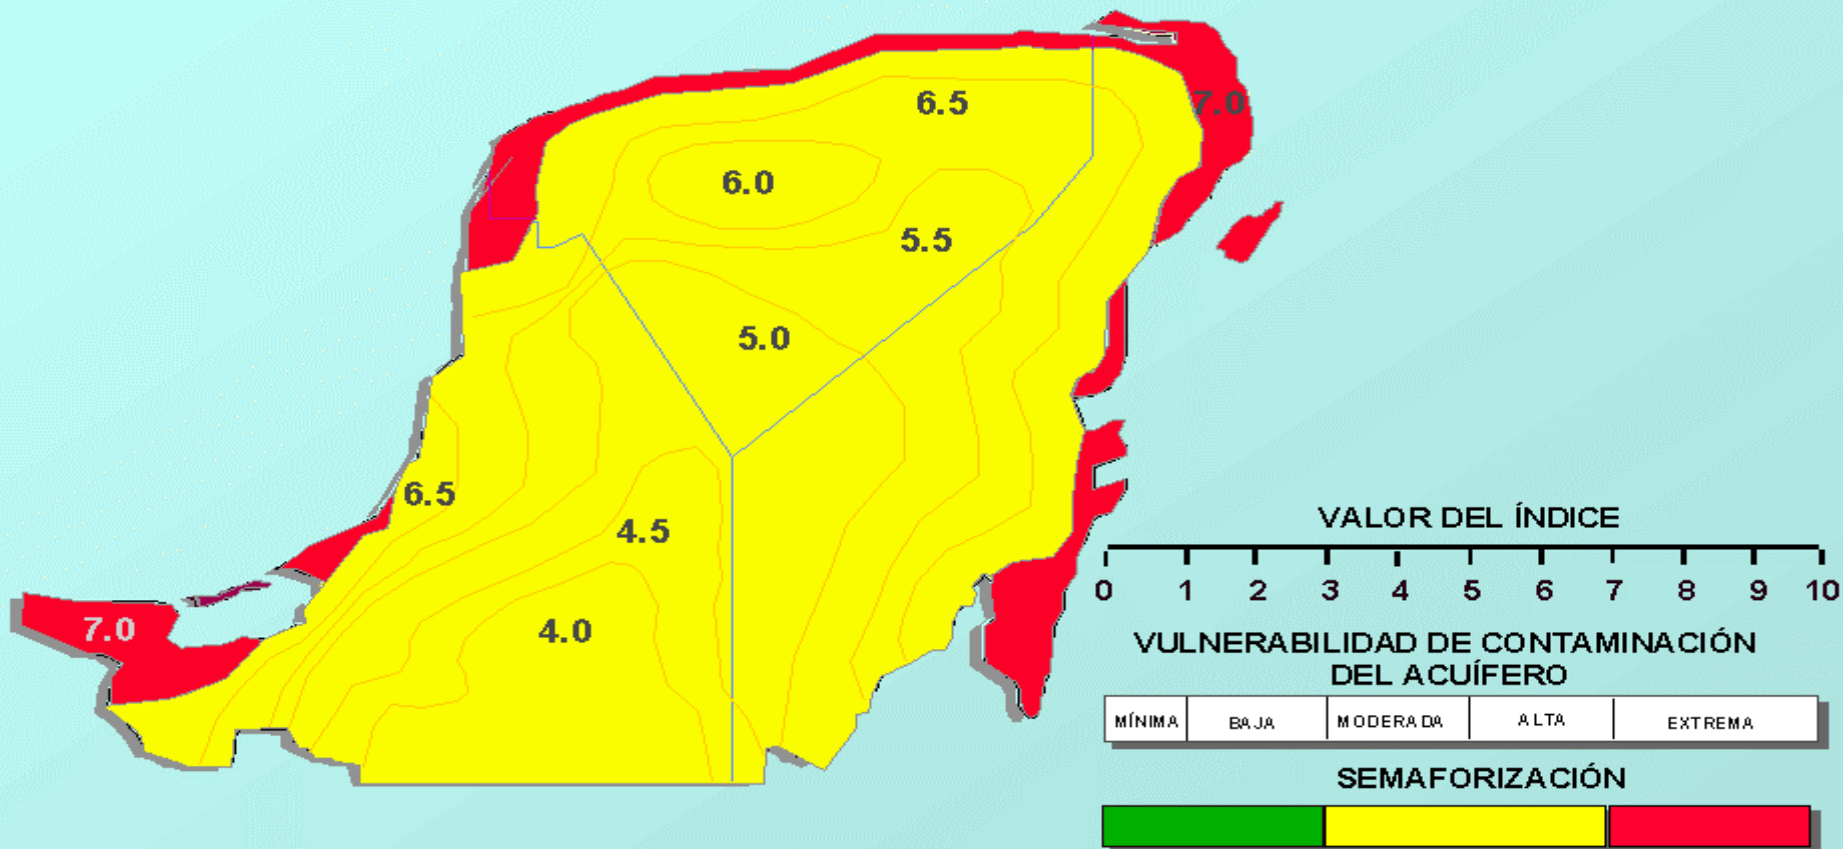 6.5
7.0
6.0
5.5
5.0
6.5
4.5
4.0
7.0
VALOR DEL ÍNDICE
0 1 2 3 4 5 6 7 8 9 10
VULNERABILIDAD DE CONTAMINACIÓN
DEL ACUÍFERO
MÍNIMA BAJA MODERADA ALTA EXTREMA
SEMAFORIZACIÓN